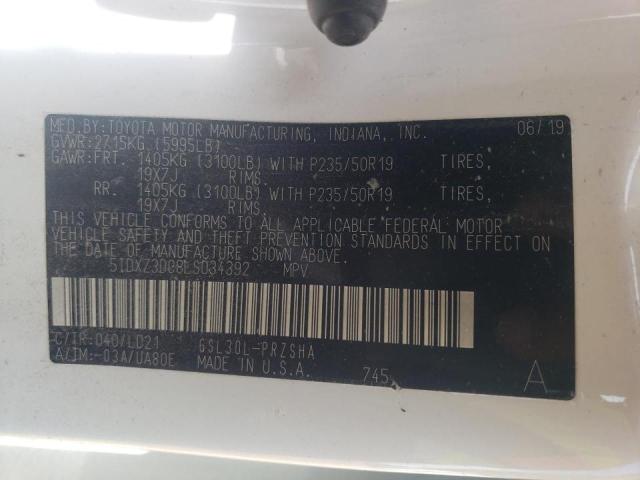 MFD.BY:TOYOTA MOTOR MANUFACTURING, INDIANA, INC. 06/19
GVWR: 2715KG (5995LB)
GAWR:FRT. 1405KG (3100LB) WITH P235/50R19 TIRES,
19X7J RIMS,
RR. 1405KG (3100LB) WITH P235/50R19 TIRES,
19X7J RIMS,
THIS VEHICLE CONFORMS TO ALL APPLICABLE FEDERAL MOTOR
VEHICLE SAFETY AND THEFT PREVENTION STANDARDS IN EFFECT ON
THE DATE OF MANUFACTURE SHOWN ABOVE.
5TDXZ3DC8LS034392 MPV
C/TR:040/LD21 GSL30L-PRZSHA
A/TM:-03A/UA80E MADE IN U.S.A. 745 A